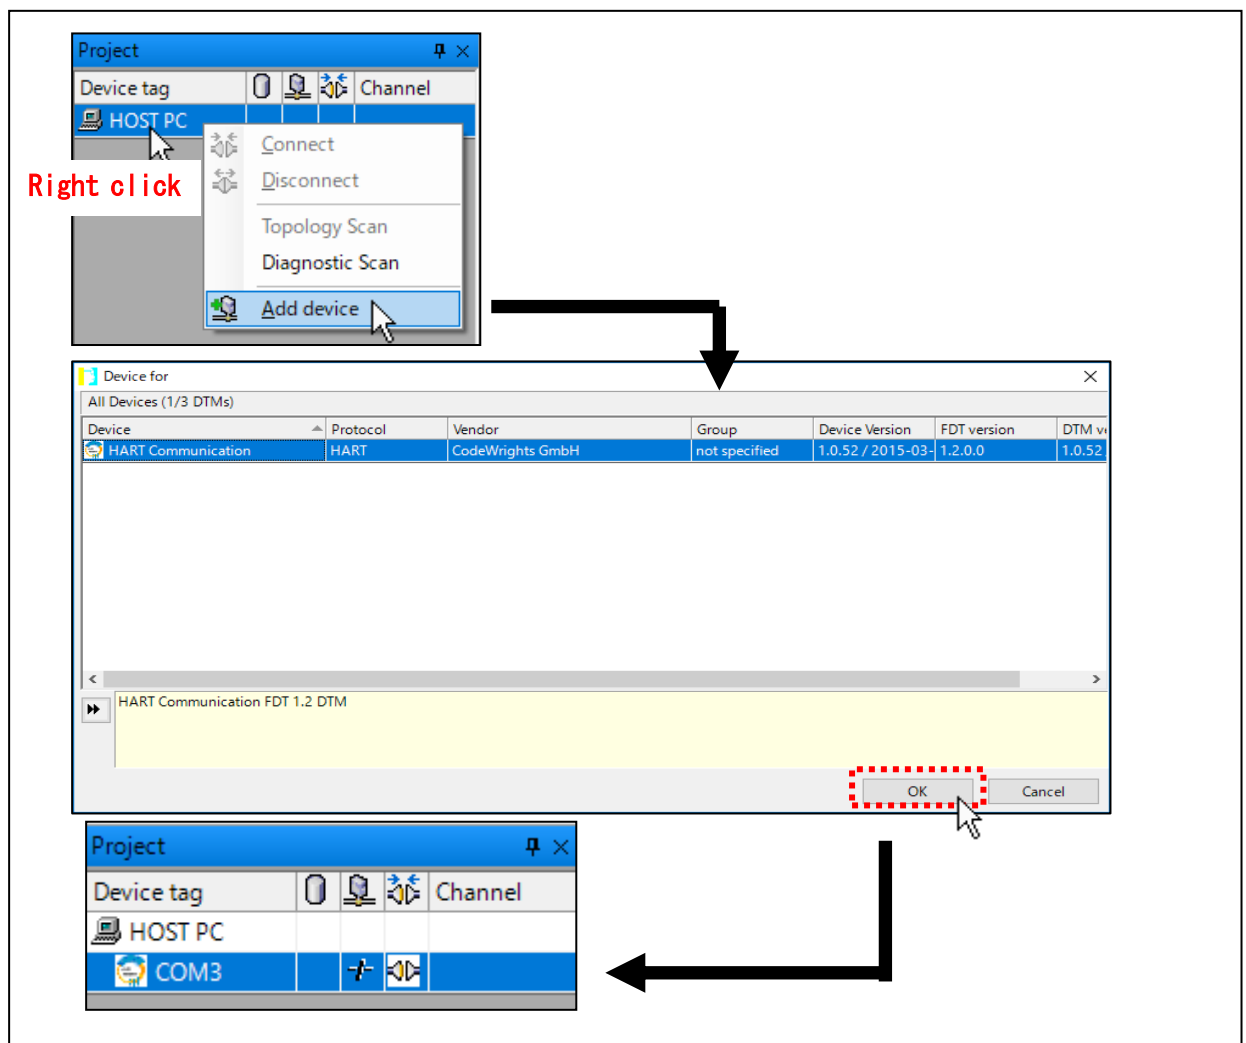 Project
Device tag Channel
HOST PC
Connect
Right click
Disconnect
Topology Scan
Diagnostic Scan
Add device
Device for
All Devices (1/3 DTMs)
Device Protocol Vendor Group Device Version FDT version DTM ve
HART Communication HART CodeWrights GmbH not specified 1.0.52 / 2015-03- 1.2.0.0 1.0.52
HART Communication FDT 1.2 DTM
OK Cancel
Project
Device tag Channel
HOST PC
COM3